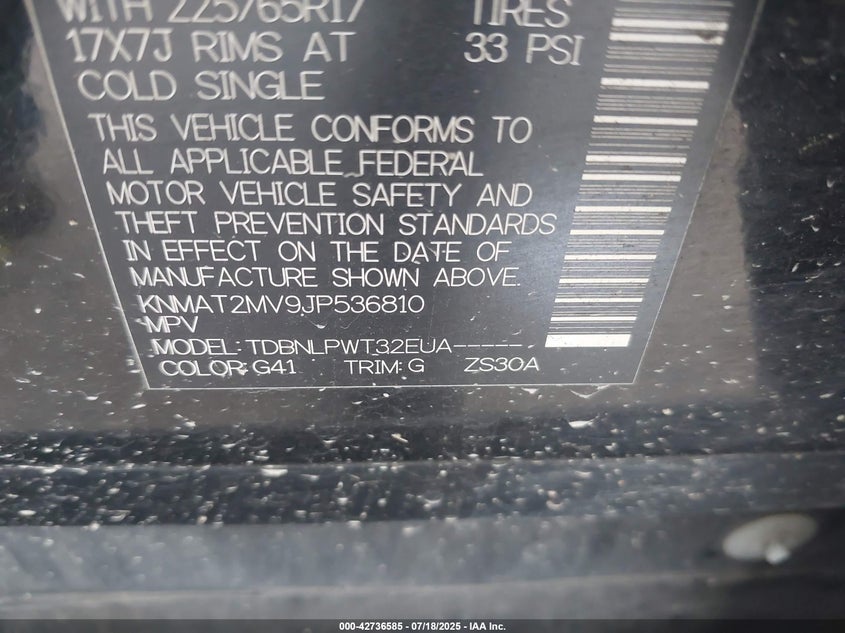 WITH 225/65R17 TIRES
17X7J RIMS AT 33 PSI
COLD SINGLE
THIS VEHICLE CONFORMS TO
ALL APPLICABLE FEDERAL
MOTOR VEHICLE SAFETY AND
THEFT PREVENTION STANDARDS
IN EFFECT ON THE DATE OF
MANUFACTURE SHOWN ABOVE.
KNMAT2MV9JP536810
MPV
MODEL: TDBNLPWT32EUA-----
COLOR: G41 TRIM: G ZS30A
000-42736585 - 07/18/2025 - IAA Inc.